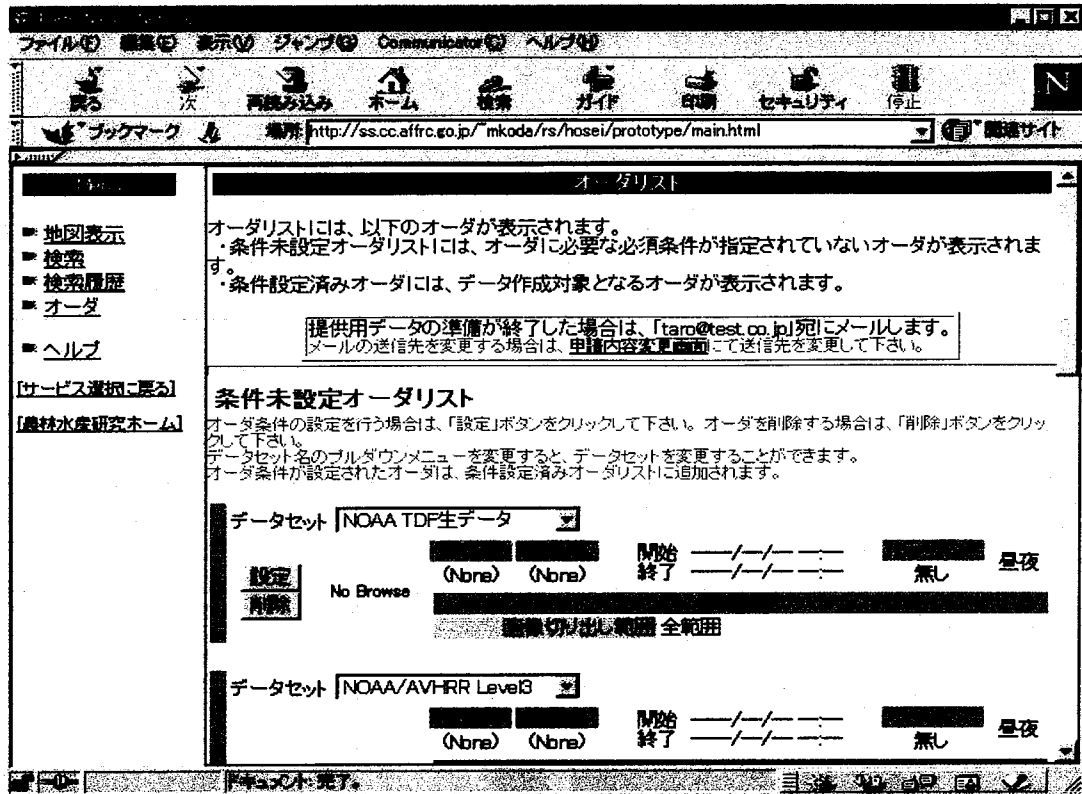 ファイル(F) 編集(E) 表示(V) ジャンプ(G) Communicator(C) ヘルプ(H)
戻る 次 再読み込み ホーム 検索 ガイド 印刷 セキュリティ 停止 N
ブックマーク 場所: http://ss.cc.affrc.go.jp/~mkoda/rs/hosei/prototype/main.html 関連サイト
Menu
地図表示
検索
検索履歴
オーダ
ヘルプ
[サービス選択に戻る]
[農林水産研究ホーム]
オーダリスト
オーダリストには、以下のオーダが表示されます。
・条件未設定オーダリストには、オーダに必要な必須条件が指定されていないオーダが表示されま
す。
・条件設定済みオーダには、データ作成対象となるオーダが表示されます。
提供用データの準備が終了した場合は、「taro@test.co.jp」宛にメールします。
メールの送信先を変更する場合は、申請内容変更画面にて送信先を変更して下さい。
条件未設定オーダリスト
オーダ条件の設定を行う場合は、「設定」ボタンをクリックして下さい。オーダを削除する場合は、「削除」ボタンをクリッ
クして下さい。
データセット名のプルダウンメニューを変更すると、データセットを変更することができます。
オーダ条件が設定されたオーダは、条件設定済みオーダリストに追加されます。
データセット NOAA TDF生データ
設定
削除
No Browse
(None) (None)
開始 ----/--/-- --:--
終了 ----/--/-- --:--
無し
昼夜
画像切り出し範囲 全範囲
データセット NOAA/AVHRR Level3
(None) (None)
開始 ----/--/-- --:--
終了 ----/--/-- --:--
無し
昼夜
ドキュメント: 完了。